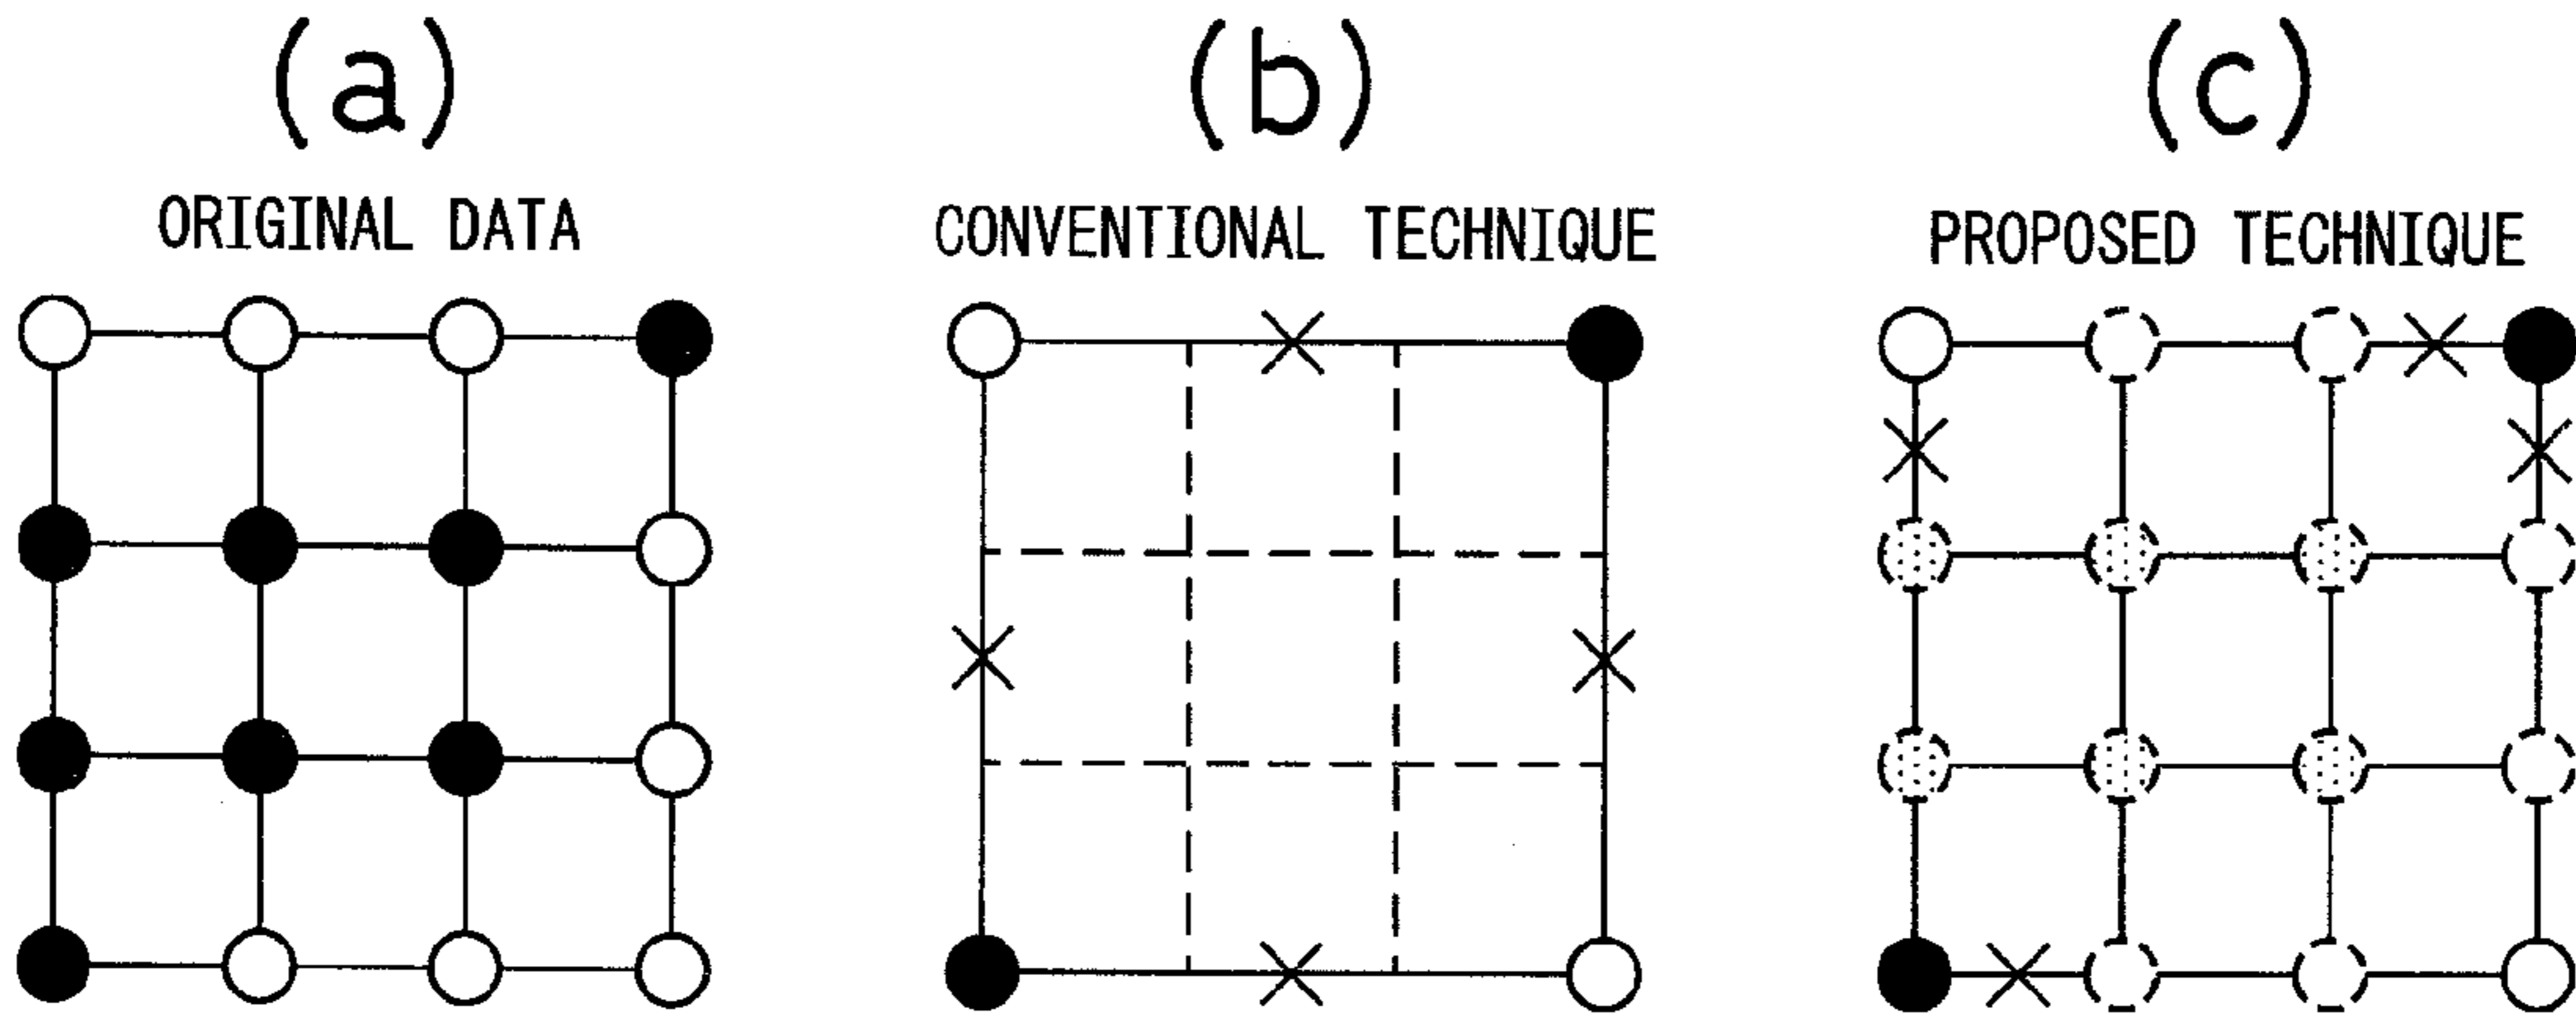 (a)
ORIGINAL DATA
(b)
CONVENTIONAL TECHNIQUE
(c)
PROPOSED TECHNIQUE